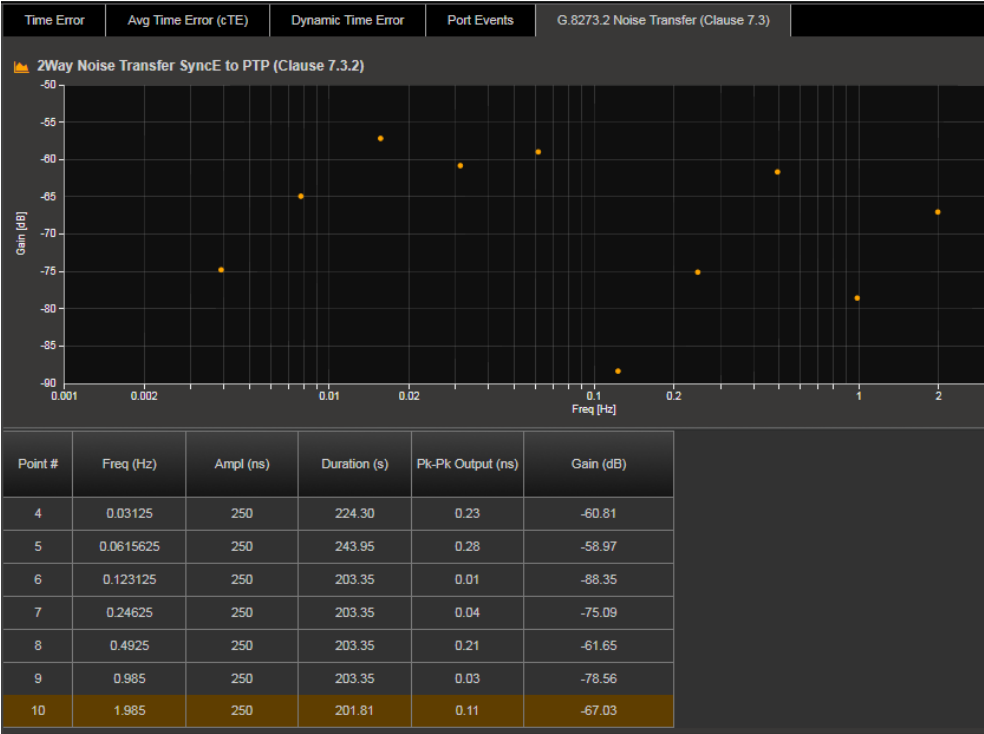 Time Error Avg Time Error (cTE) Dynamic Time Error Port Events G.8273.2 Noise Transfer (Clause 7.3)
2Way Noise Transfer SyncE to PTP (Clause 7.3.2)
-50
-55
-60
-65
-70
-75
-80
-85
-90
Gain [dB]
0.001 0.002 0.01 0.02 0.1 0.2 1 2
Freq [Hz]
Point # Freq (Hz) Ampl (ns) Duration (s) Pk-Pk Output (ns) Gain (dB)
4 0.03125 250 224.30 0.23 -60.81
5 0.0615625 250 243.95 0.28 -58.97
6 0.123125 250 203.35 0.01 -88.35
7 0.24625 250 203.35 0.04 -75.09
8 0.4925 250 203.35 0.21 -61.65
9 0.985 250 203.35 0.03 -78.56
10 1.985 250 201.81 0.11 -67.03